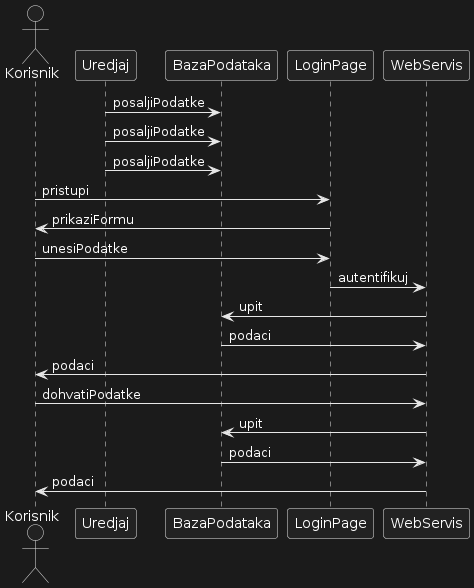 Korisnik
Uredjaj
BazaPodataka
LoginPage
WebServis
posaljiPodatke
posaljiPodatke
posaljiPodatke
pristupi
prikaziFormu
unesiPodatke
autentifikuj
upit
podaci
podaci
dohvatiPodatke
upit
podaci
podaci
Korisnik
Uredjaj
BazaPodataka
LoginPage
WebServis